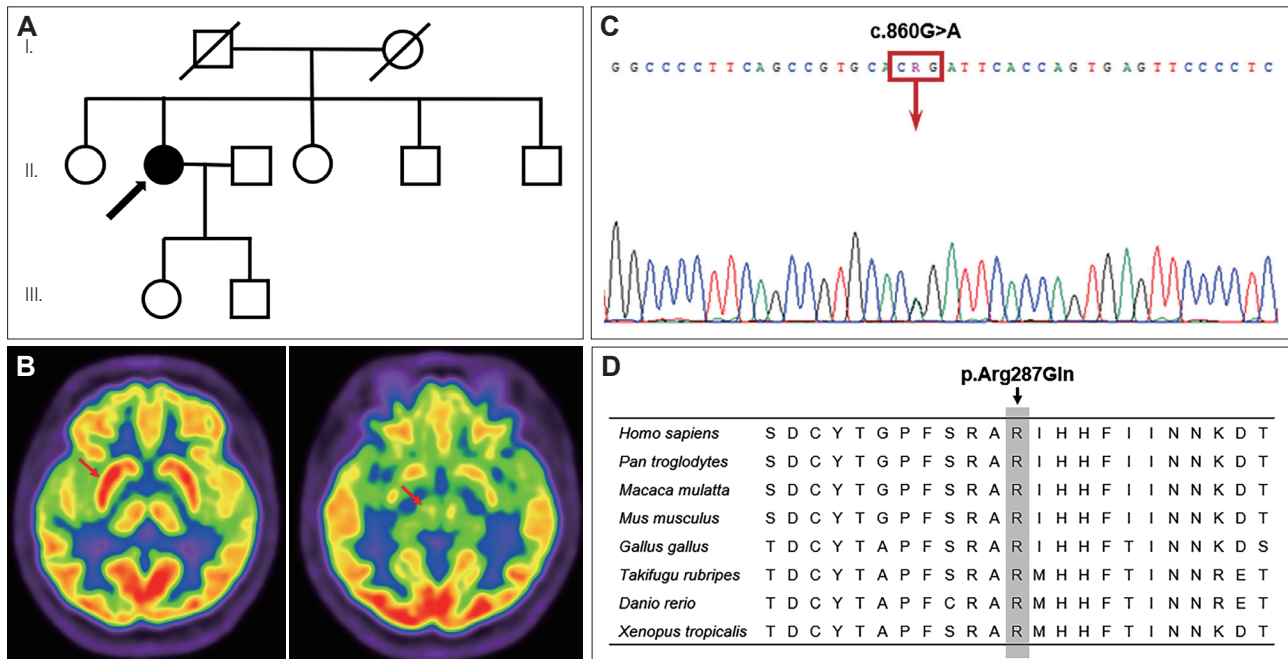 A
I.
II.
III.
B
C
c.860G>A
G G C C C C T T C A G C C G T G C A C R G A T T C A C C A G T G A G T T C C C C T C
D
p.Arg287Gln
Homo sapiens S D C Y T G P F S R A R I H H F I I N N K D T
Pan troglodytes S D C Y T G P F S R A R I H H F I I N N K D T
Macaca mulatta S D C Y T G P F S R A R I H H F I I N N K D T
Mus musculus S D C Y T G P F S R A R I H H F I I N N K D T
Gallus gallus T D C Y T A P F S R A R I H H F T I N N K D S
Takifugu rubripes T D C Y T A P F S R A R M H H F T I N N R E T
Danio rerio T D C Y T A P F C R A R M H H F T I N N R E T
Xenopus tropicalis T D C Y T A P F S R A R M H H F T I N N K D T